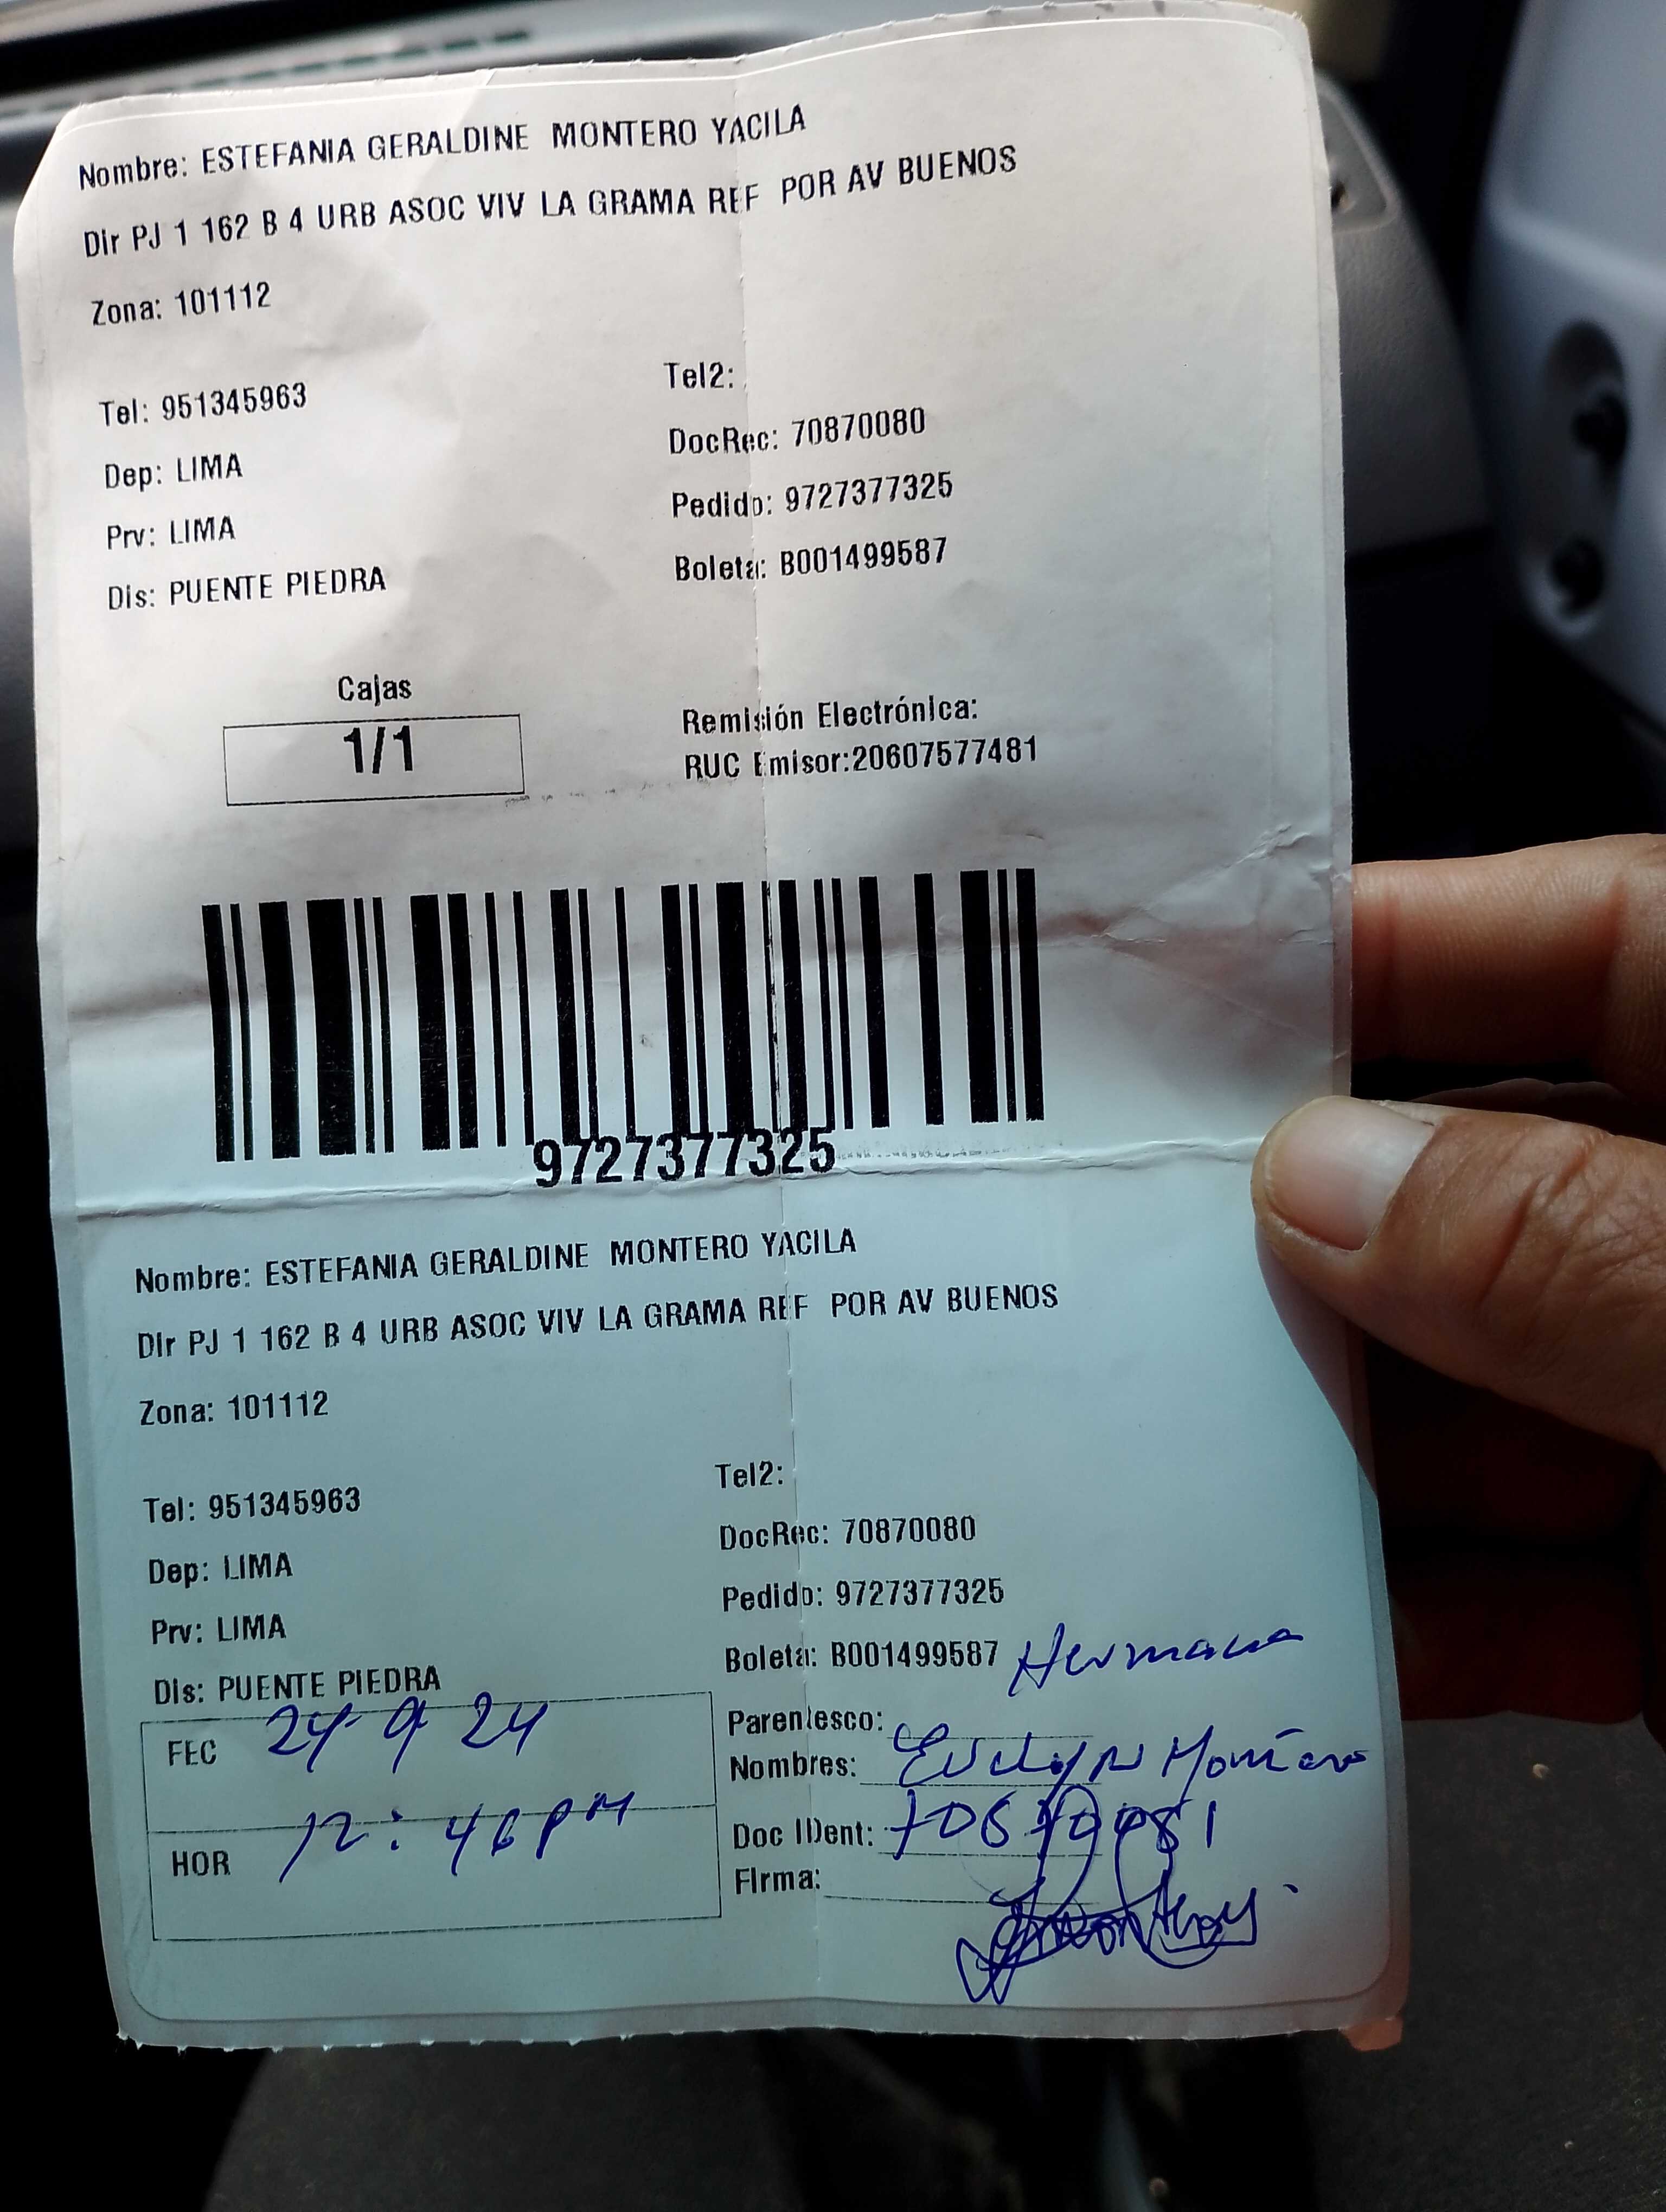 Nombre: ESTEFANIA GERALDINE MONTERO YACILA
Dir PJ 1 162 B 4 URB ASOC VIV LA GRAMA REF POR AV BUENOS
Zona: 101112
Tel: 951345963
Tel2:
Dep: LIMA
DocRec: 70870080
Prv: LIMA
Pedido: 9727377325
Dis: PUENTE PIEDRA
Boleta: B001499587
Cajas
1/1
Remisión Electrónica:
RUC Emisor:20607577481
9727377325
Nombre: ESTEFANIA GERALDINE MONTERO YACILA
Dir PJ 1 162 B 4 URB ASOC VIV LA GRAMA REF POR AV BUENOS
Zona: 101112
Tel: 951345963
Tel2:
Dep: LIMA
DocRec: 70870080
Prv: LIMA
Pedido: 9727377325
Dis: PUENTE PIEDRA
Boleta: B001499587
Hermana
FEC 24-9-24
Parentesco:
Nombres: Evelyn Montero
HOR 12:46 PM
Doc IDent:
Firma: